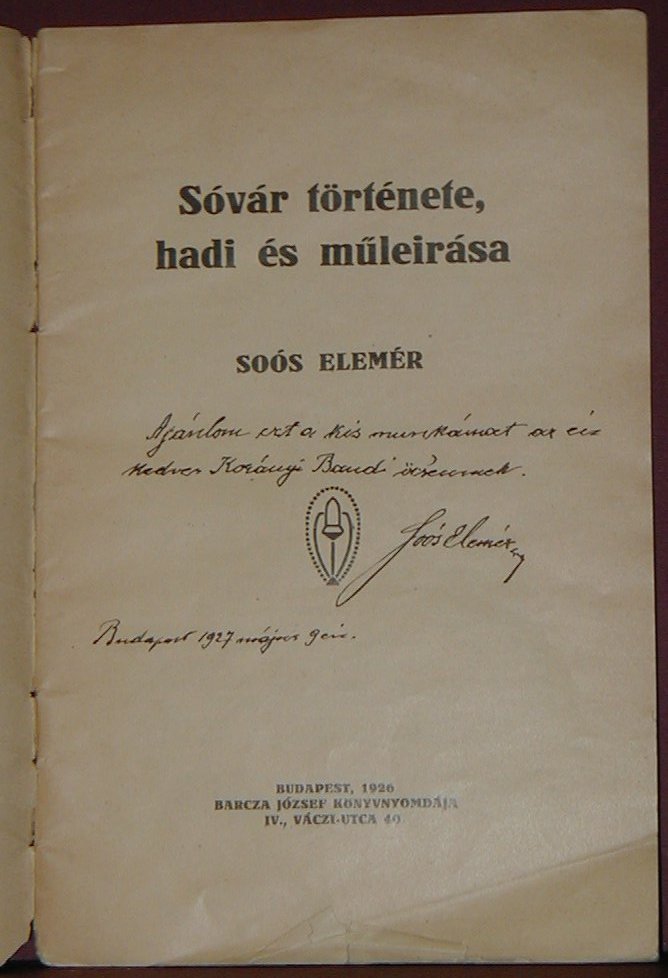 Sóvár története,
hadi és műleirása
SOÓS ELEMÉR
Ajánlom ezt a kis munkámat az én
kedves Korányi Bandi öcsémnek.
Soós Elemér
Budapest 1927 május 9én.
BUDAPEST, 1926
BARCZA JÓZSEF KÖNYVNYOMDÁJA
IV., VÁCZI-UTCA 40